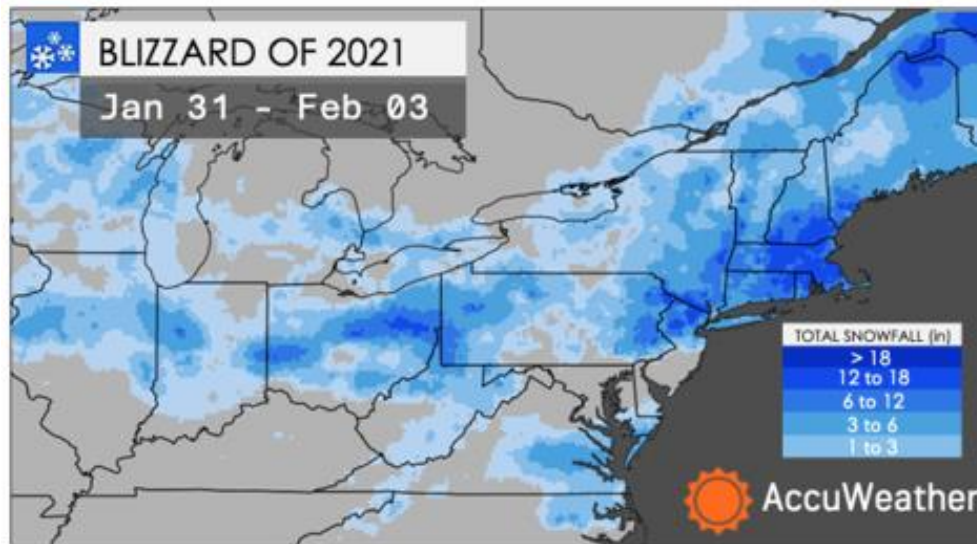 BLIZZARD OF 2021
Jan 31 - Feb 03
TOTAL SNOWFALL (in)
> 18
12 to 18
6 to 12
3 to 6
1 to 3
AccuWeather